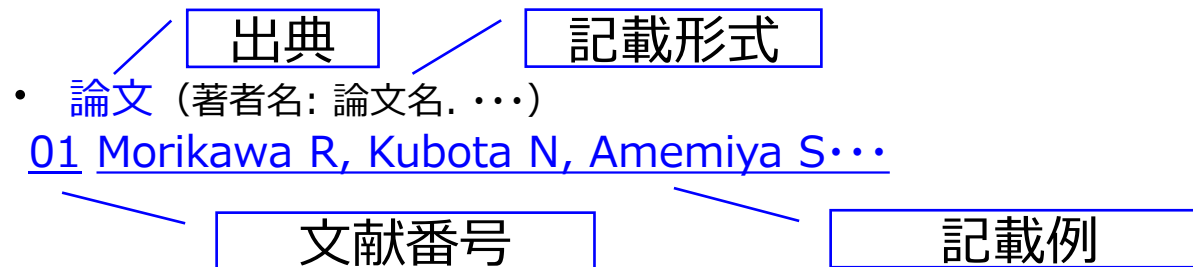 出典 記載形式
• 論文（著者名: 論文名. ･･･）
01 Morikawa R, Kubota N, Amemiya S･･･
文献番号 記載例